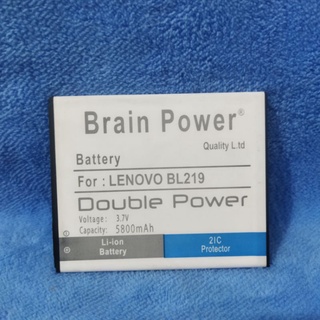 Brain Power®
Quality L.td
Battery
For : LENOVO BL219
Double Power
Voltage : 3.7V
Capacity: 5800mAh
Li-ion
Battery
2IC
Protector